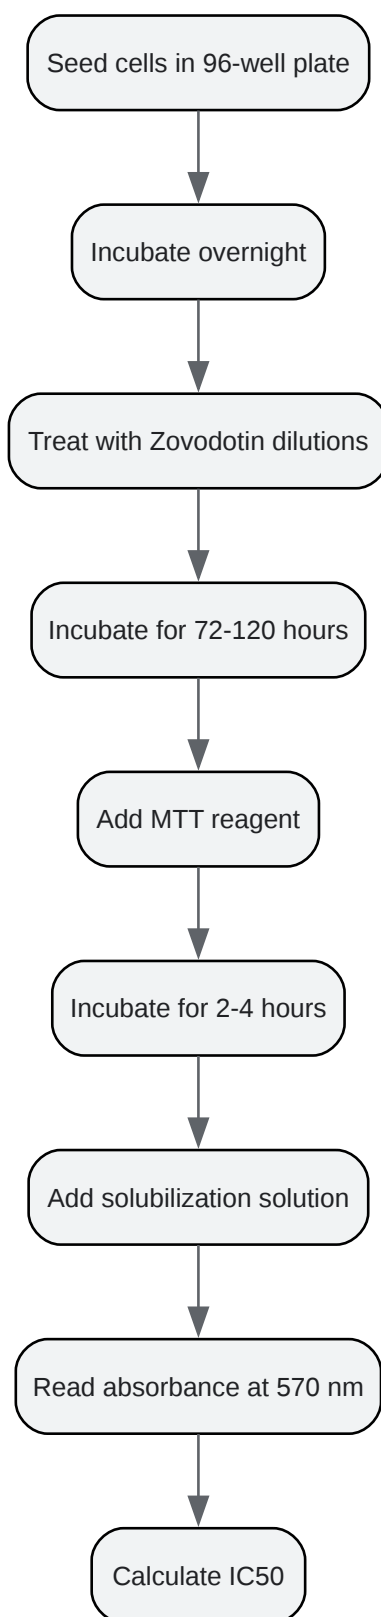 Seed cells in 96-well plate
Incubate overnight
Treat with Zovodotin dilutions
Incubate for 72-120 hours
Add MTT reagent
Incubate for 2-4 hours
Add solubilization solution
Read absorbance at 570 nm
Calculate IC50